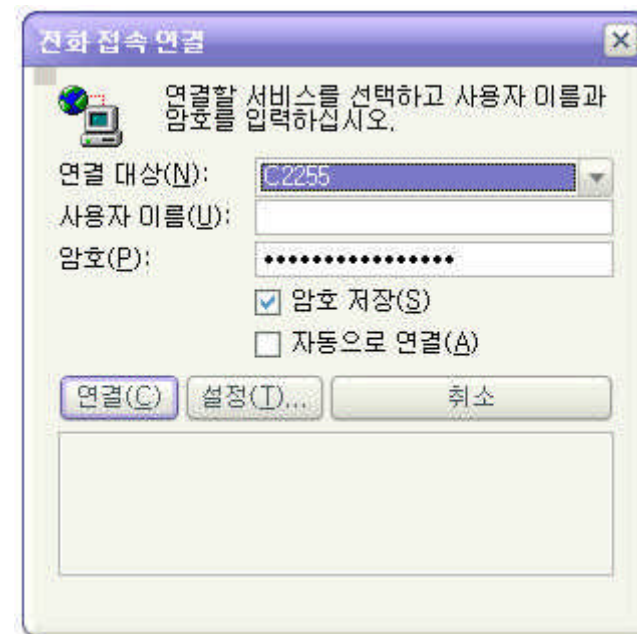 전화 접속 연결
연결할 서비스를 선택하고 사용자 이름과
암호를 입력하십시오.
연결 대상(N): C2255
사용자 이름(U):
암호(P): ••••••••••••••••
암호 저장(S)
자동으로 연결(A)
연결(C) 설정(T)... 취소